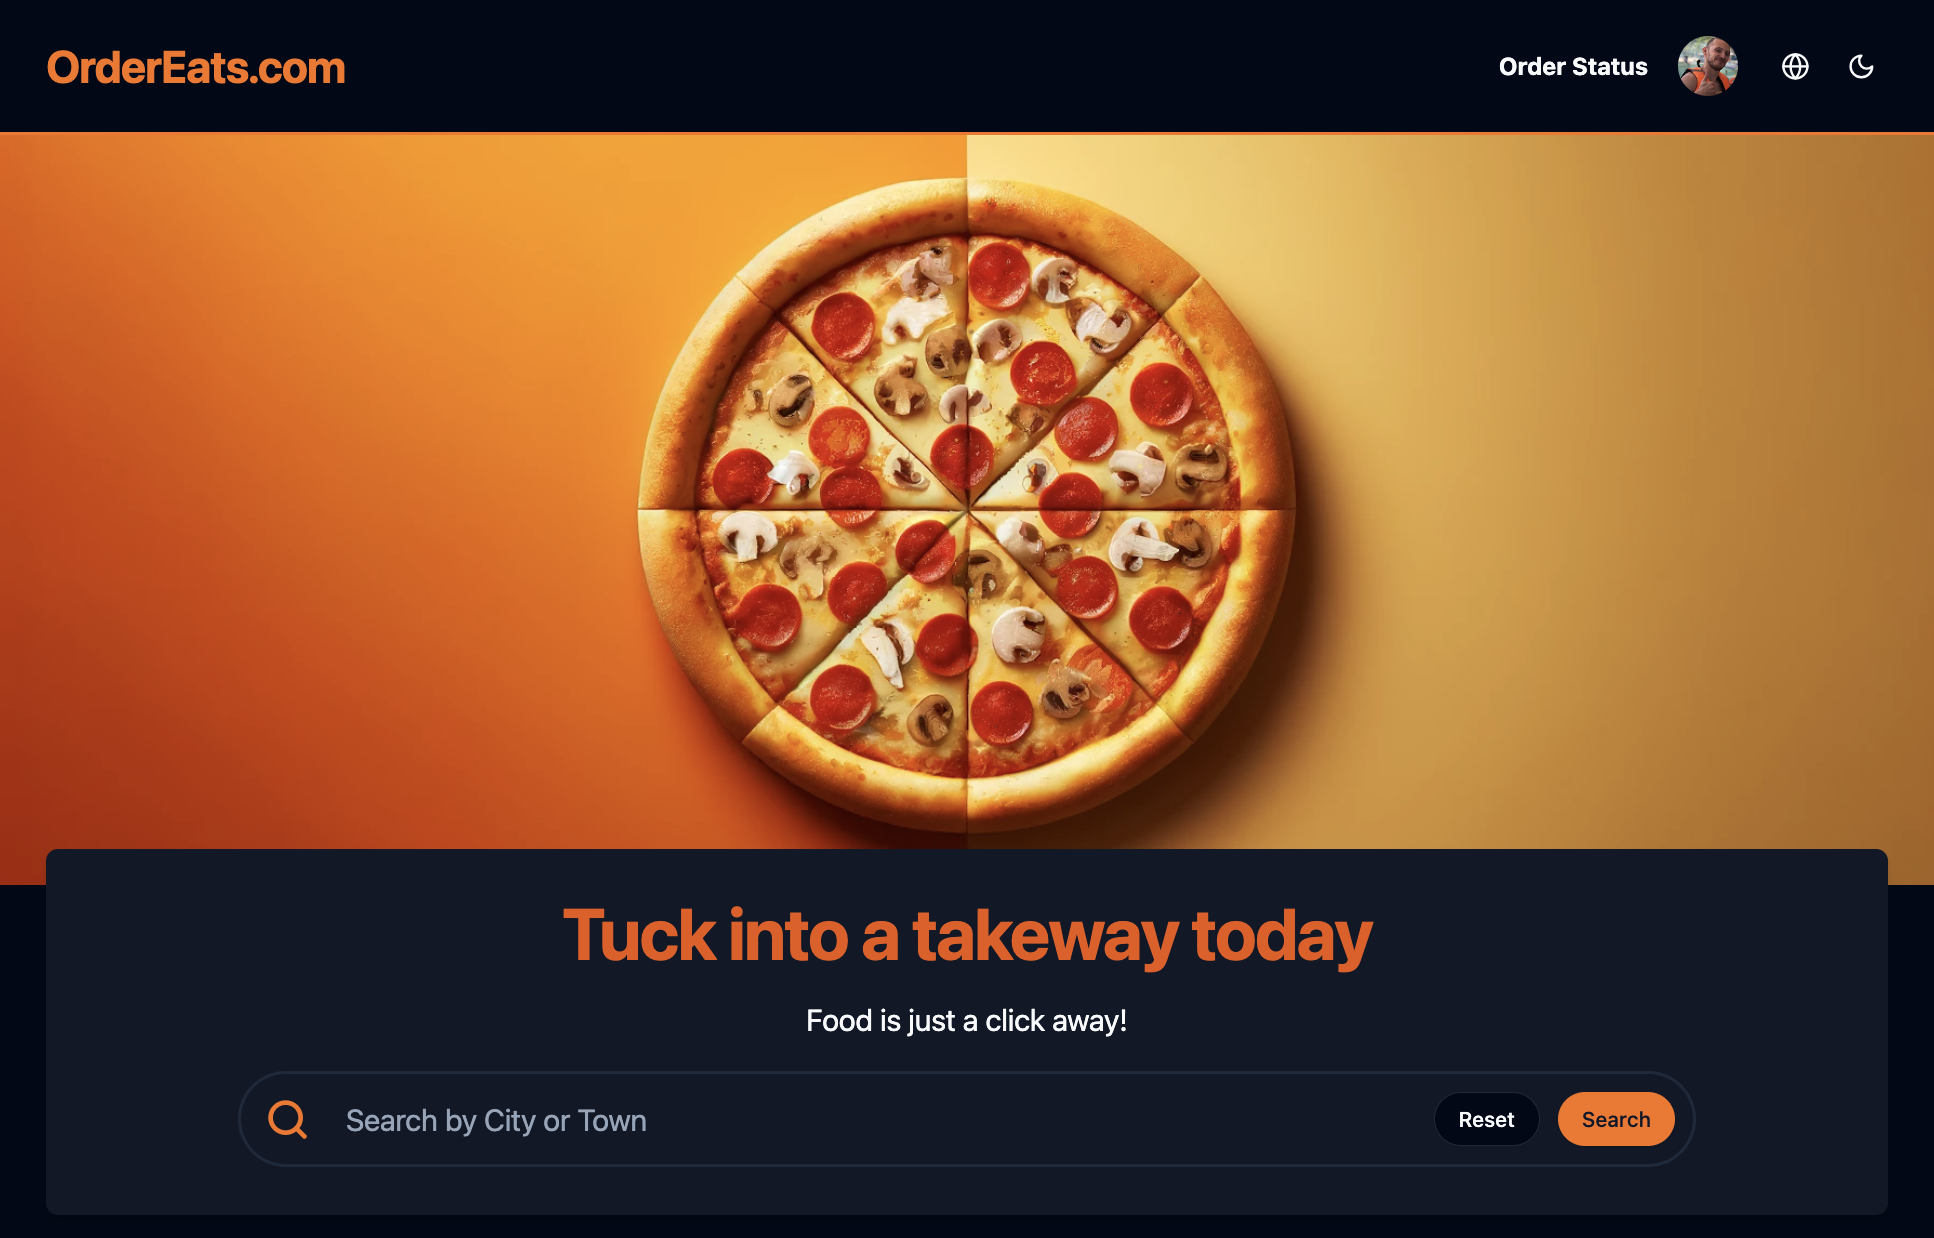 OrderEats.com
Order Status
Tuck into a takeway today
Food is just a click away!
Search by City or Town
Reset
Search